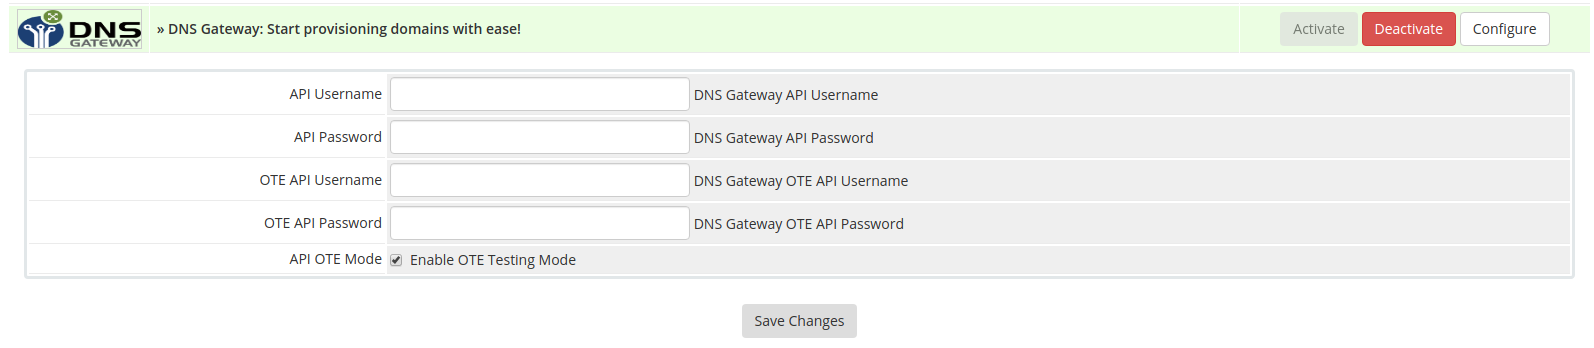 DNS
GATEWAY
» DNS Gateway: Start provisioning domains with ease!
Activate
Deactivate
Configure
API Username
DNS Gateway API Username
API Password
DNS Gateway API Password
OTE API Username
DNS Gateway OTE API Username
OTE API Password
DNS Gateway OTE API Password
API OTE Mode
Enable OTE Testing Mode
Save Changes